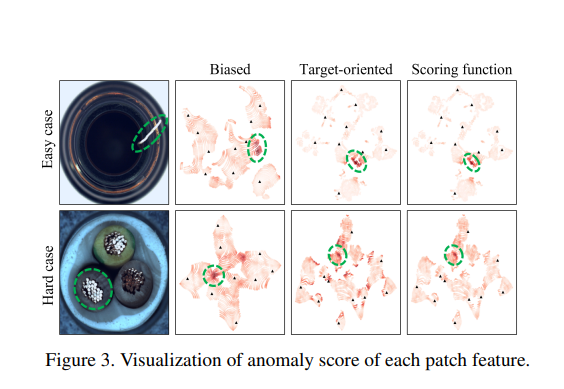 Biased Target-oriented Scoring function
Easy case
Hard case
Figure 3. Visualization of anomaly score of each patch feature.